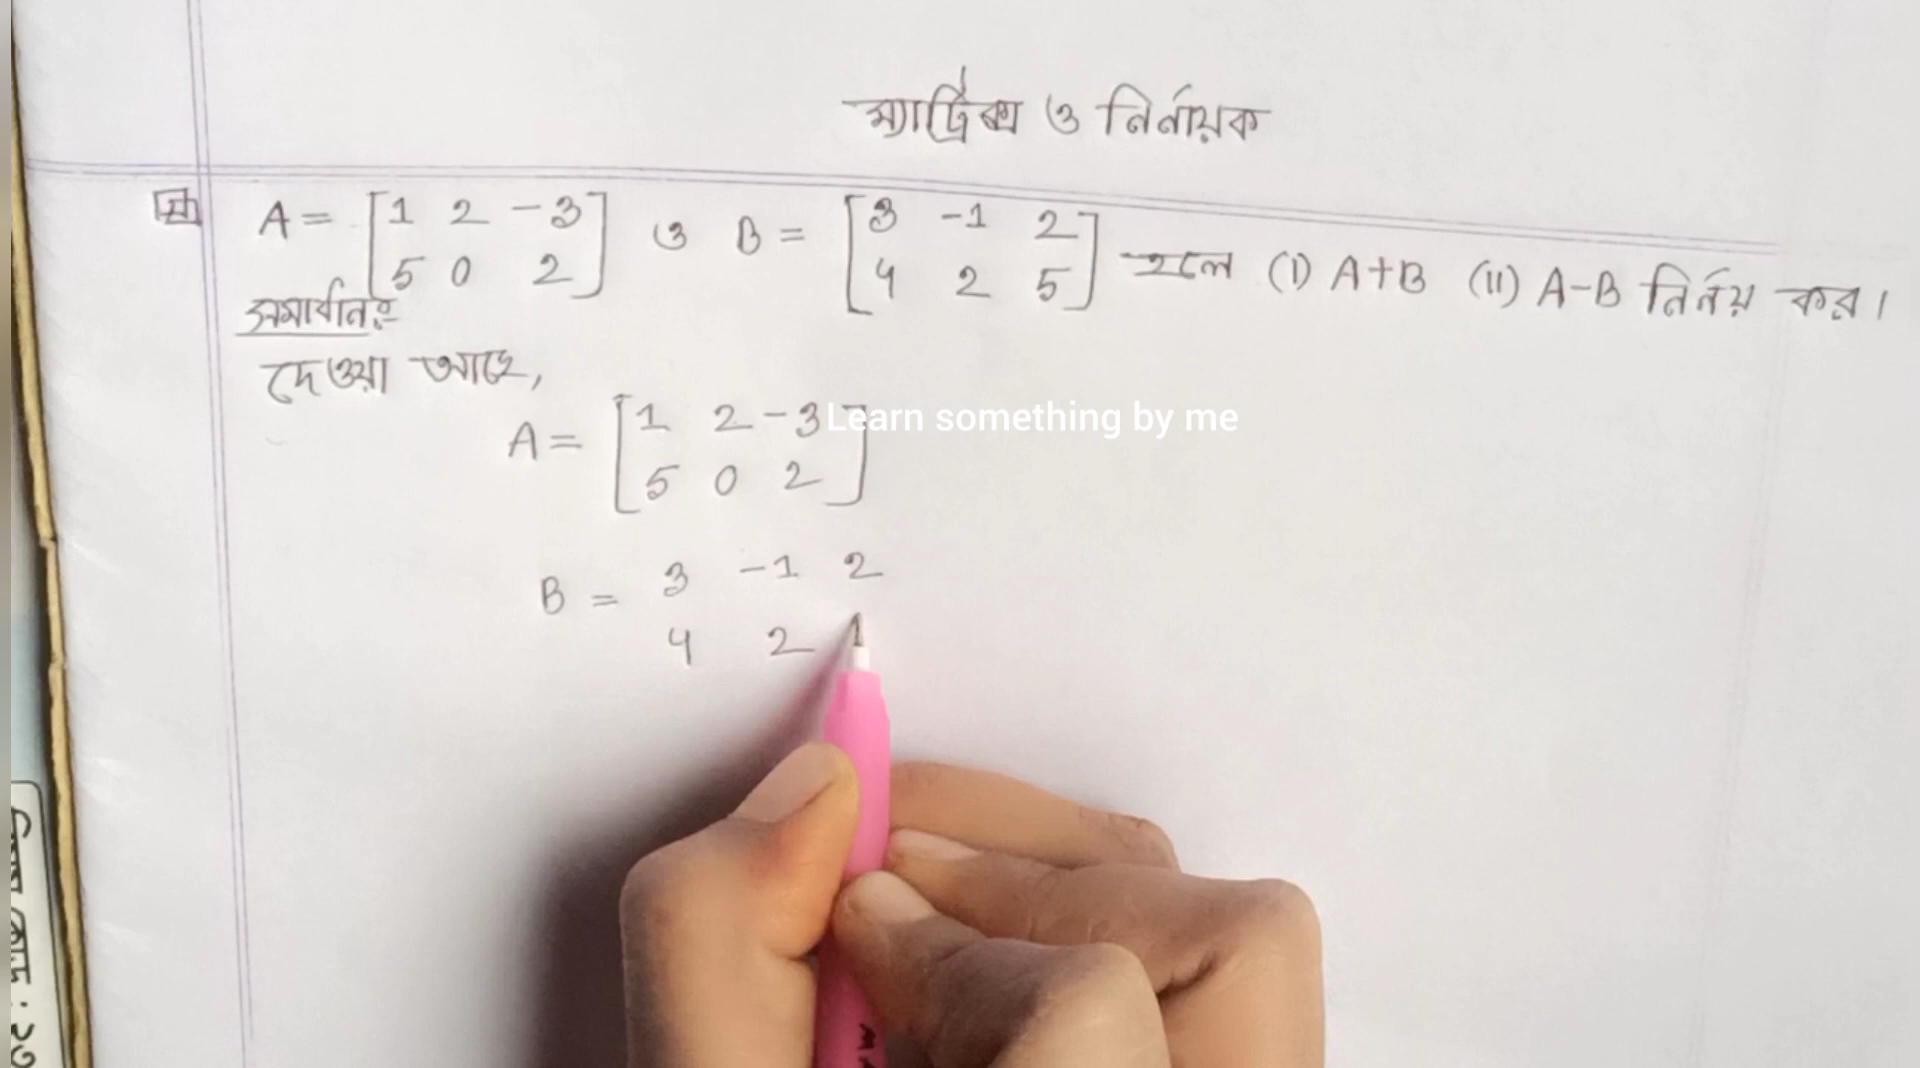 ম্যাট্রিক্স ও নির্নায়ক
A = [1 2 -3] ও B = [3 -1 2] হলে (i) A+B (ii) A-B নির্নয় কর।
[5 0 2] [4 2 5]
সমাধান:
দেওয়া আছে,
A = [1 2 -3]
[5 0 2]
Learn something by me
B = 3 -1 2
4 2